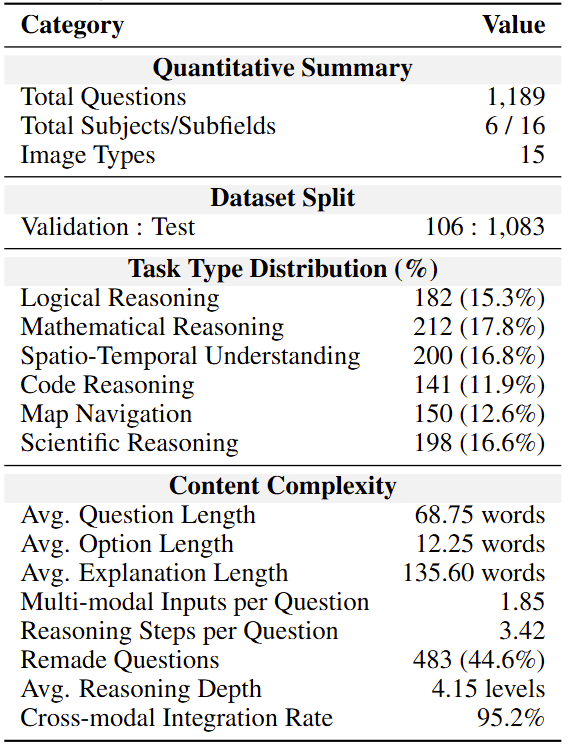 Category Value
Quantitative Summary
Total Questions 1,189
Total Subjects/Subfields 6 / 16
Image Types 15
Dataset Split
Validation : Test 106 : 1,083
Task Type Distribution (%)
Logical Reasoning 182 (15.3%)
Mathematical Reasoning 212 (17.8%)
Spatio-Temporal Understanding 200 (16.8%)
Code Reasoning 141 (11.9%)
Map Navigation 150 (12.6%)
Scientific Reasoning 198 (16.6%)
Content Complexity
Avg. Question Length 68.75 words
Avg. Option Length 12.25 words
Avg. Explanation Length 135.60 words
Multi-modal Inputs per Question 1.85
Reasoning Steps per Question 3.42
Remade Questions 483 (44.6%)
Avg. Reasoning Depth 4.15 levels
Cross-modal Integration Rate 95.2%